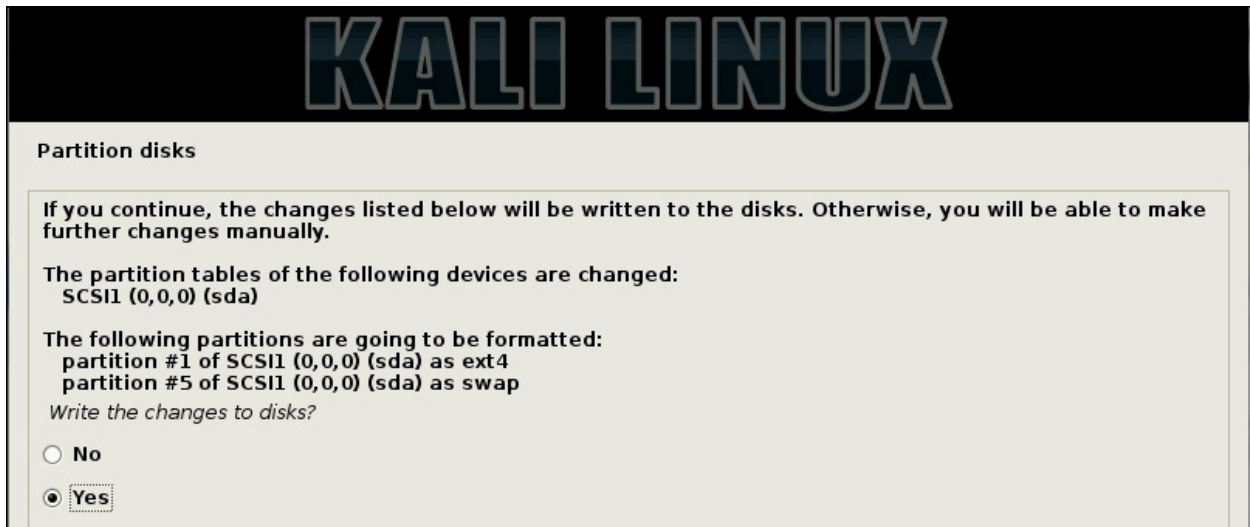 KALI LINUX
Partition disks
If you continue, the changes listed below will be written to the disks. Otherwise, you will be able to make
further changes manually.
The partition tables of the following devices are changed:
SCSI1 (0,0,0) (sda)
The following partitions are going to be formatted:
partition #1 of SCSI1 (0,0,0) (sda) as ext4
partition #5 of SCSI1 (0,0,0) (sda) as swap
Write the changes to disks?
No
Yes